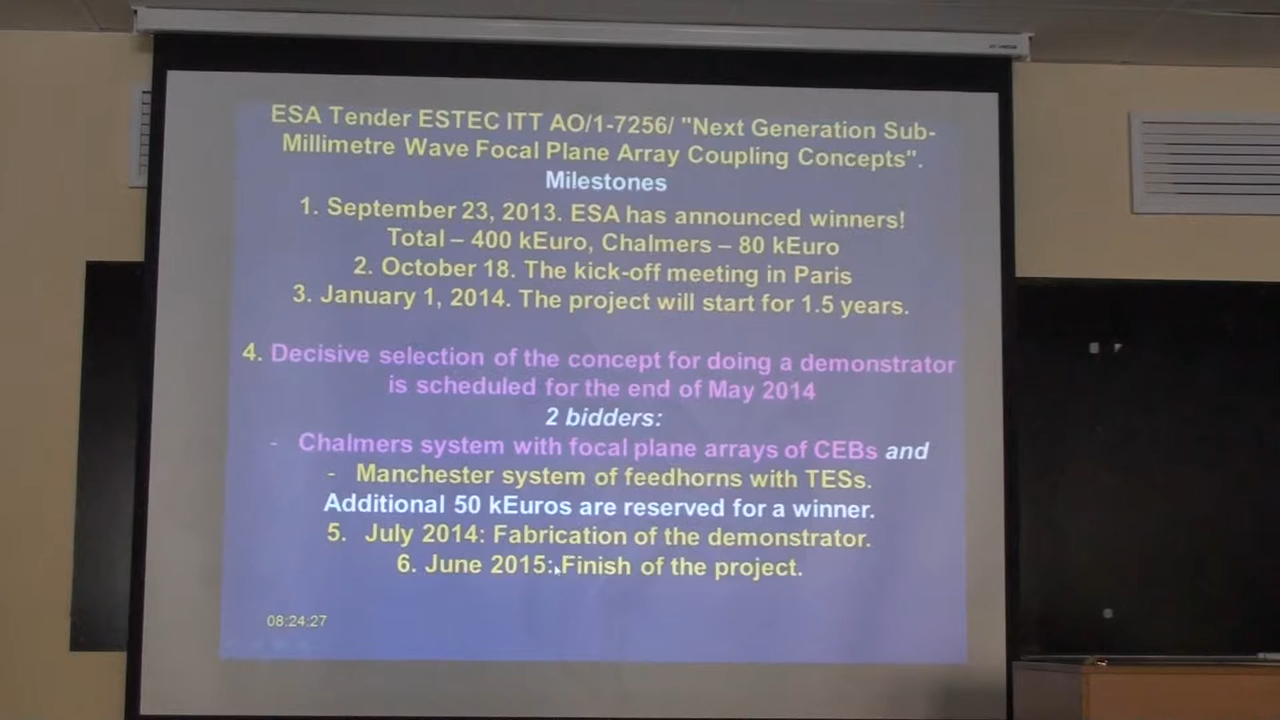 ESA Tender ESTEC ITT AO/1-7256/ "Next Generation Sub-
Millimetre Wave Focal Plane Array Coupling Concepts".
Milestones
1. September 23, 2013. ESA has announced winners!
Total – 400 kEuro, Chalmers – 80 kEuro
2. October 18. The kick-off meeting in Paris
3. January 1, 2014. The project will start for 1.5 years.
4. Decisive selection of the concept for doing a demonstrator
is scheduled for the end of May 2014
2 bidders:
- Chalmers system with focal plane arrays of CEBs and
- Manchester system of feedhorns with TESs.
Additional 50 kEuros are reserved for a winner.
5. July 2014: Fabrication of the demonstrator.
6. June 2015: Finish of the project.
08:24:27